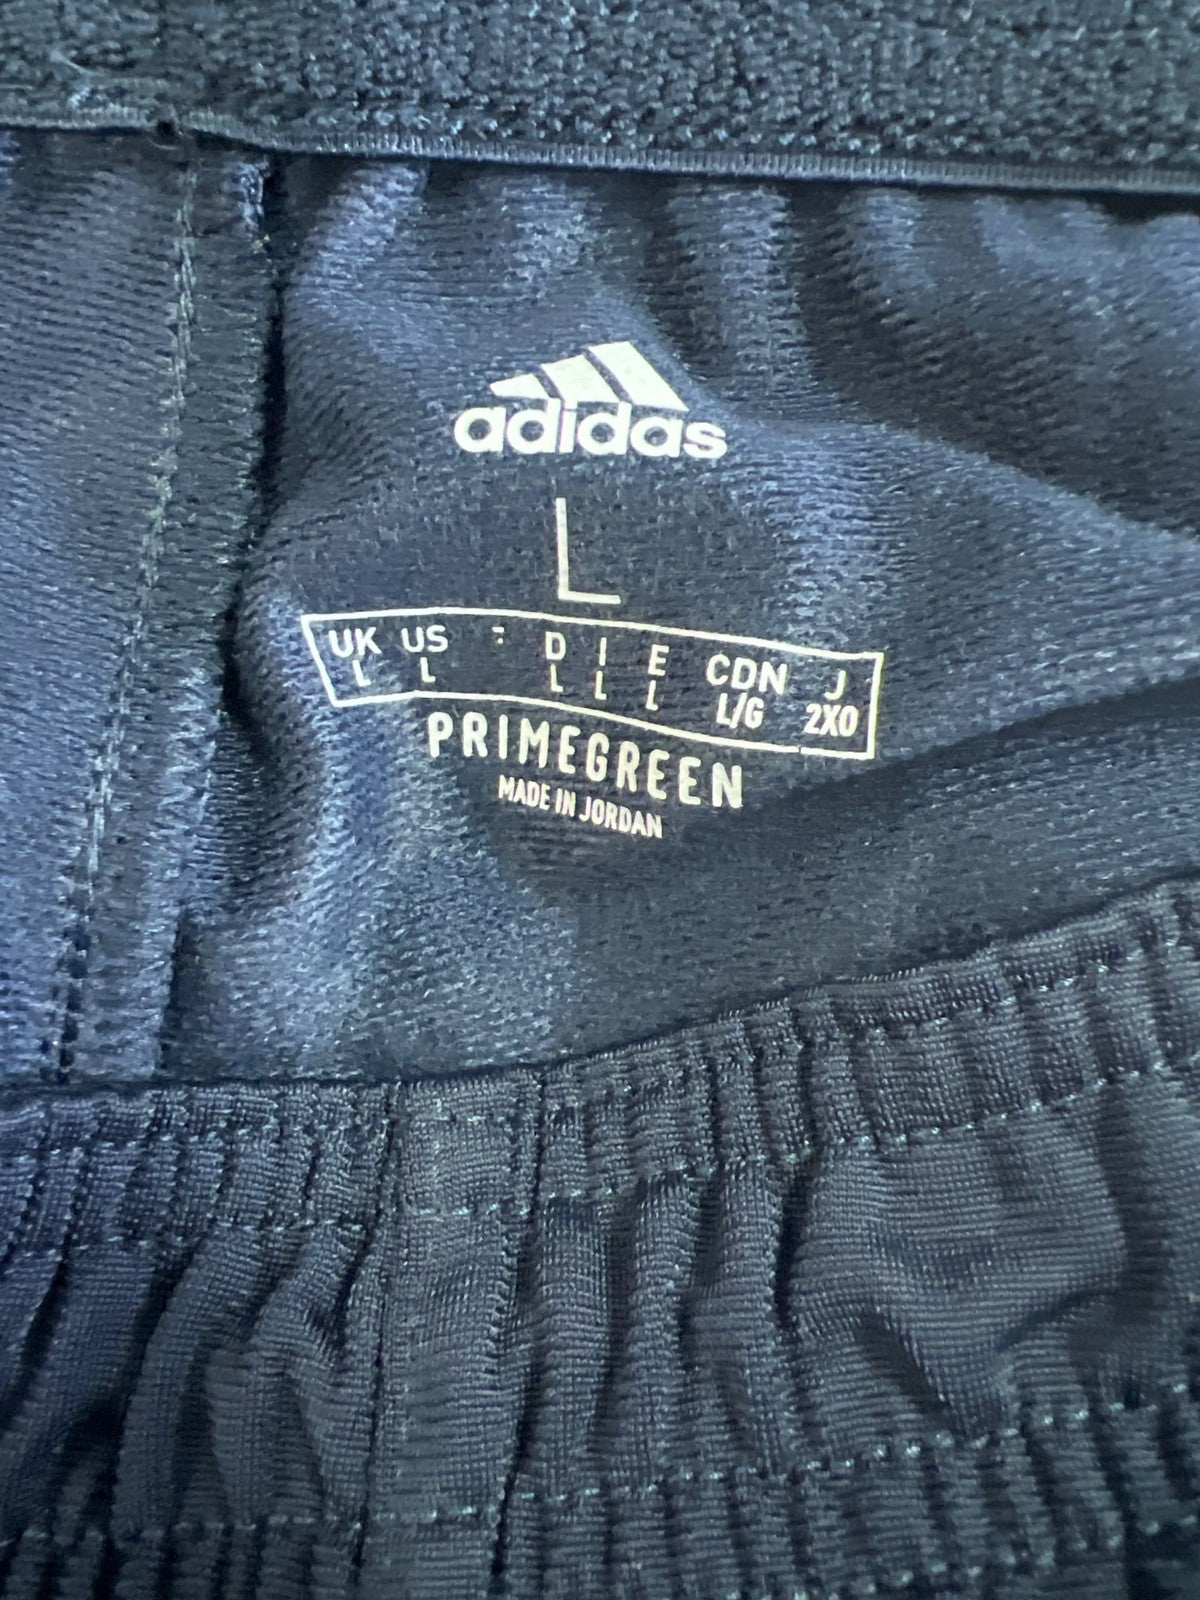 adidas
L
UK US D I E CDN J
L L L L L L/G 2XO
PRIMEGREEN
MADE IN JORDAN